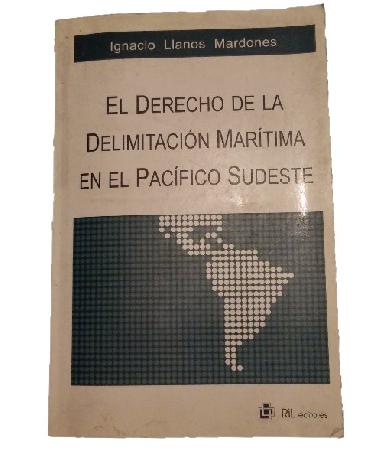 Ignacio Llanos Mardones
EL DERECHO DE LA
DELIMITACIÓN MARÍTIMA
EN EL PACÍFICO SUDESTE
RiL editores